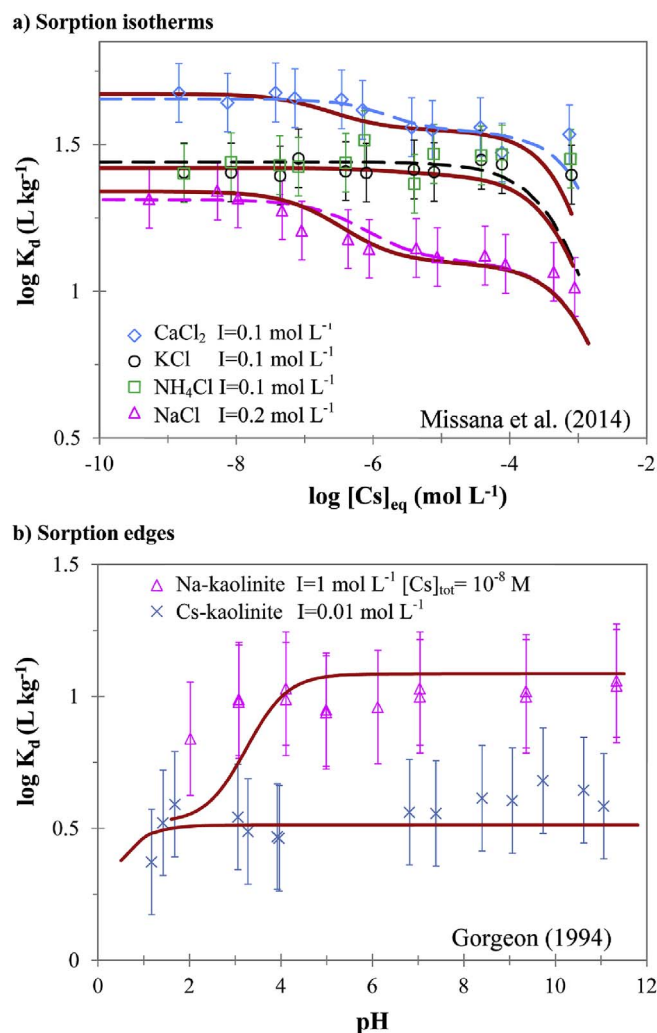 a) Sorption isotherms
1.5
1
0.5
log K_d (L kg⁻¹)
CaCl₂ I=0.1 mol L⁻¹
KCl I=0.1 mol L⁻¹
NH₄Cl I=0.1 mol L⁻¹
NaCl I=0.2 mol L⁻¹
Missana et al. (2014)
-10 -8 -6 -4 -2
log [Cs]eq (mol L⁻¹)
b) Sorption edges
1.5
1
0.5
0
log K_d (L kg⁻¹)
Na-kaolinite I=1 mol L⁻¹ [Cs]tot= 10⁻⁸ M
Cs-kaolinite I=0.01 mol L⁻¹
Gorgeon (1994)
0 2 4 6 8 10 12
pH